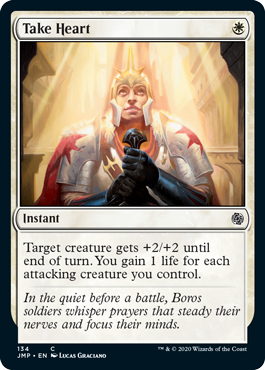 Take Heart
Instant
Target creature gets +2/+2 until
end of turn. You gain 1 life for each
attacking creature you control.
In the quiet before a battle, Boros
soldiers whisper prayers that steady their
nerves and focus their minds.
134 C
JMP • EN Lucas Graciano
™ & © 2020 Wizards of the Coast